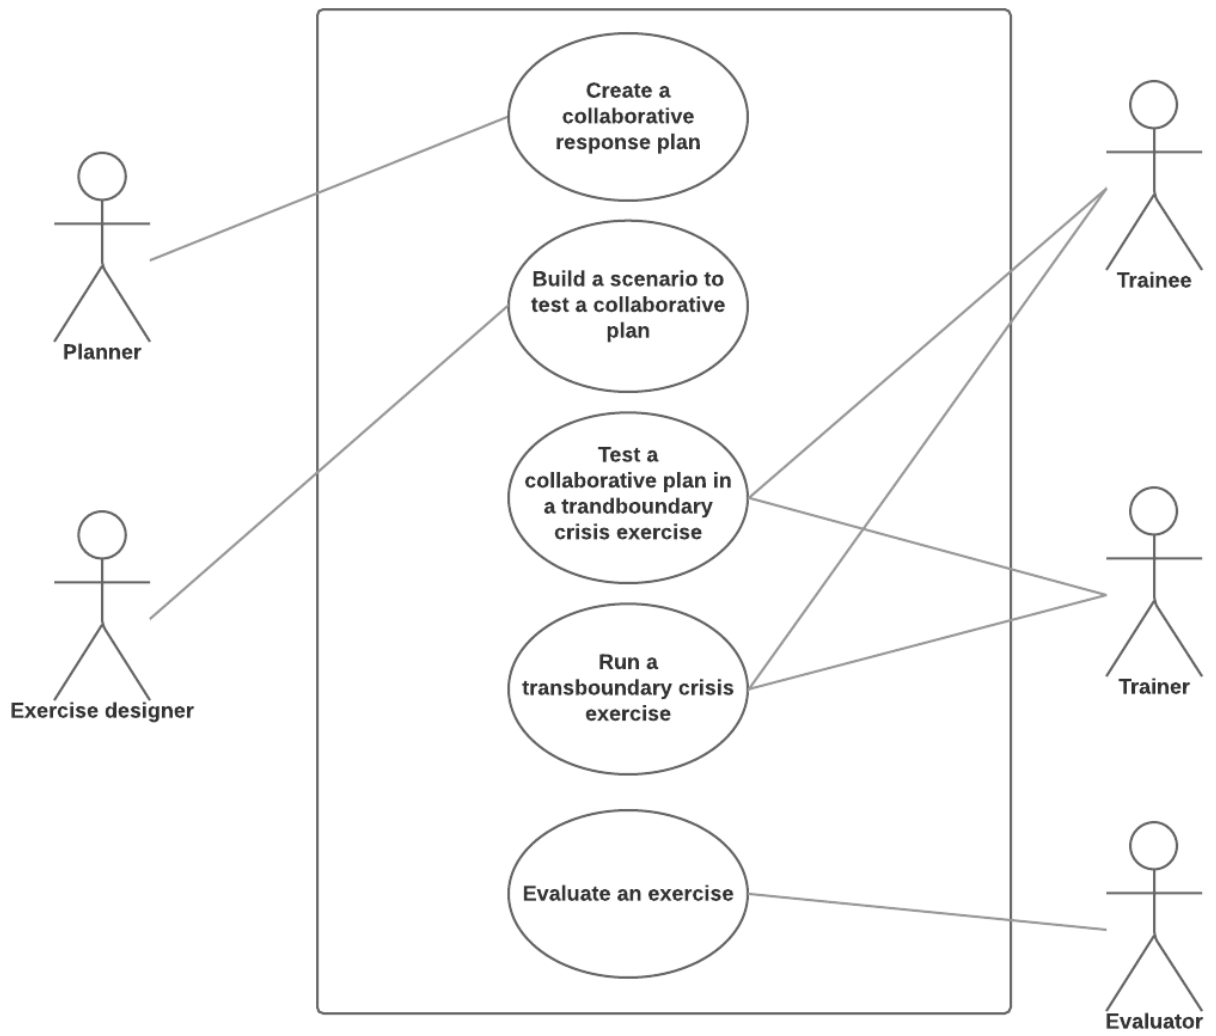 Create a
collaborative
response plan
Planner
Build a scenario to
test a collaborative
plan
Trainee
Test a
collaborative plan in
a trandboundary
crisis exercise
Exercise designer
Run a
transboundary crisis
exercise
Trainer
Evaluate an exercise
Evaluator